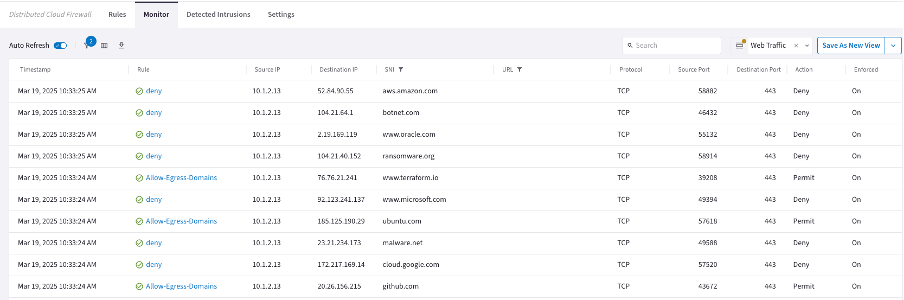 Distributed Cloud Firewall Rules Monitor Detected Intrusions Settings
Auto Refresh 2 Search Web Traffic Save As New View
Timestamp Rule Source IP Destination IP SNI URL Protocol Source Port Destination Port Action Enforced
Mar 19, 2025 10:33:25 AM deny 10.1.2.13 52.84.90.55 aws.amazon.com TCP 58882 443 Deny On
Mar 19, 2025 10:33:25 AM deny 10.1.2.13 104.21.64.1 botnet.com TCP 46432 443 Deny On
Mar 19, 2025 10:33:25 AM deny 10.1.2.13 2.19.169.119 www.oracle.com TCP 55132 443 Deny On
Mar 19, 2025 10:33:25 AM deny 10.1.2.13 104.21.40.152 ransomware.org TCP 58914 443 Deny On
Mar 19, 2025 10:33:24 AM Allow-Egress-Domains 10.1.2.13 76.76.21.241 www.terraform.io TCP 39208 443 Permit On
Mar 19, 2025 10:33:24 AM deny 10.1.2.13 92.123.241.137 www.microsoft.com TCP 49394 443 Deny On
Mar 19, 2025 10:33:24 AM Allow-Egress-Domains 10.1.2.13 185.125.190.29 ubuntu.com TCP 57618 443 Permit On
Mar 19, 2025 10:33:24 AM deny 10.1.2.13 23.21.234.173 malware.net TCP 49588 443 Deny On
Mar 19, 2025 10:33:24 AM deny 10.1.2.13 172.217.169.14 cloud.google.com TCP 57520 443 Deny On
Mar 19, 2025 10:33:24 AM Allow-Egress-Domains 10.1.2.13 20.26.156.215 github.com TCP 43672 443 Permit On